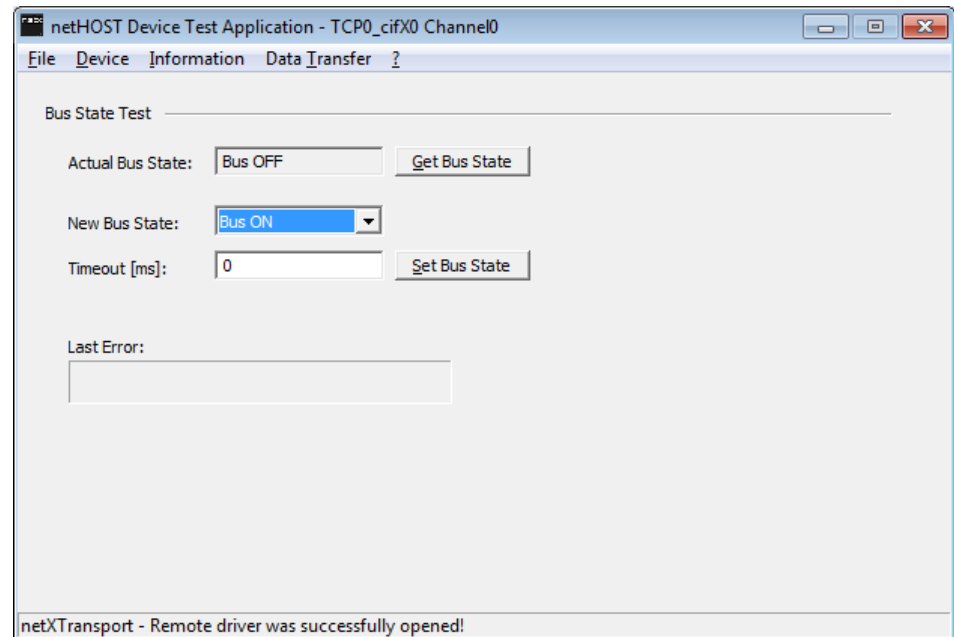 netHOST Device Test Application - TCP0_cifX0 Channel0
File Device Information Data Transfer ?
Bus State Test
Actual Bus State: Bus OFF Get Bus State
New Bus State: Bus ON
Timeout [ms]: 0 Set Bus State
Last Error:
netXTransport - Remote driver was successfully opened!